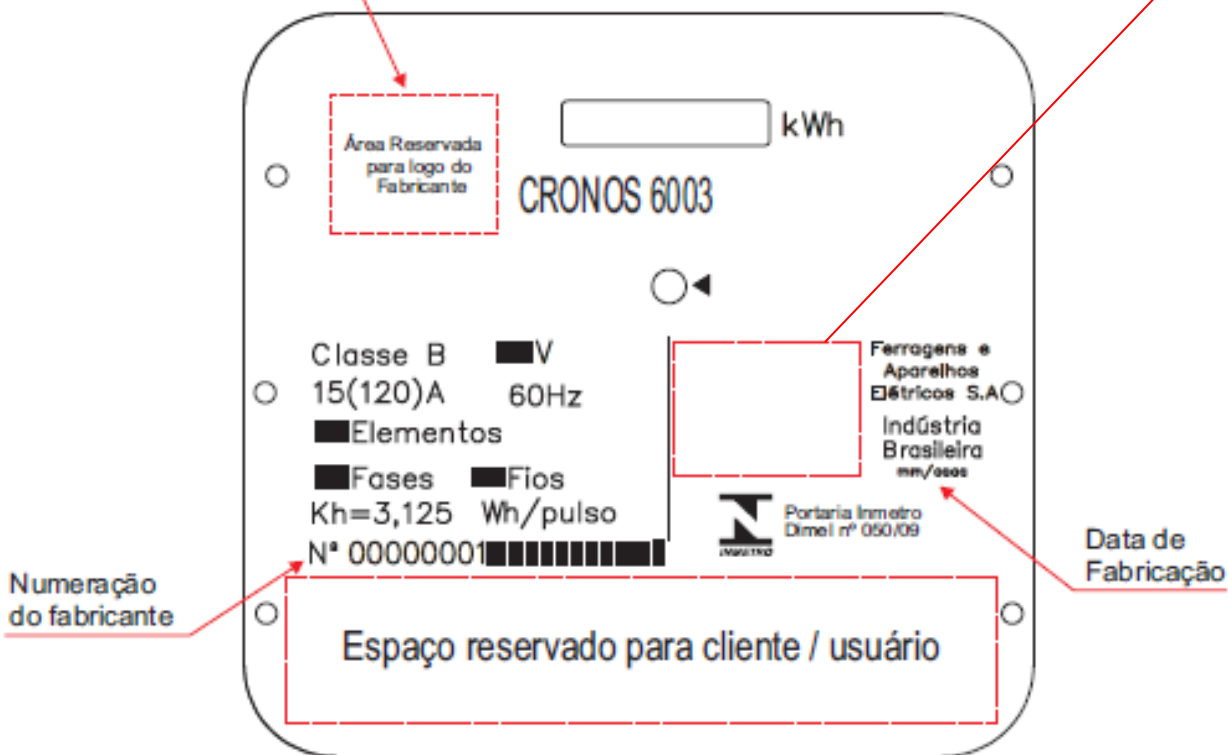 Área Reservada
para logo do
Fabricante
kWh
CRONOS 6003
Classe B V
15(120)A 60Hz
Elementos
Fases Fios
Kh=3,125 Wh/pulso
Nª 00000001
Ferragens e
Aparelhos
Elétricos S.A
Indústria
Brasileira
mm/aaaa
INMETRO
Portaria Inmetro
Dimel nº 050/09
Data de
Fabricação
Numeração
do fabricante
Espaço reservado para cliente / usuário